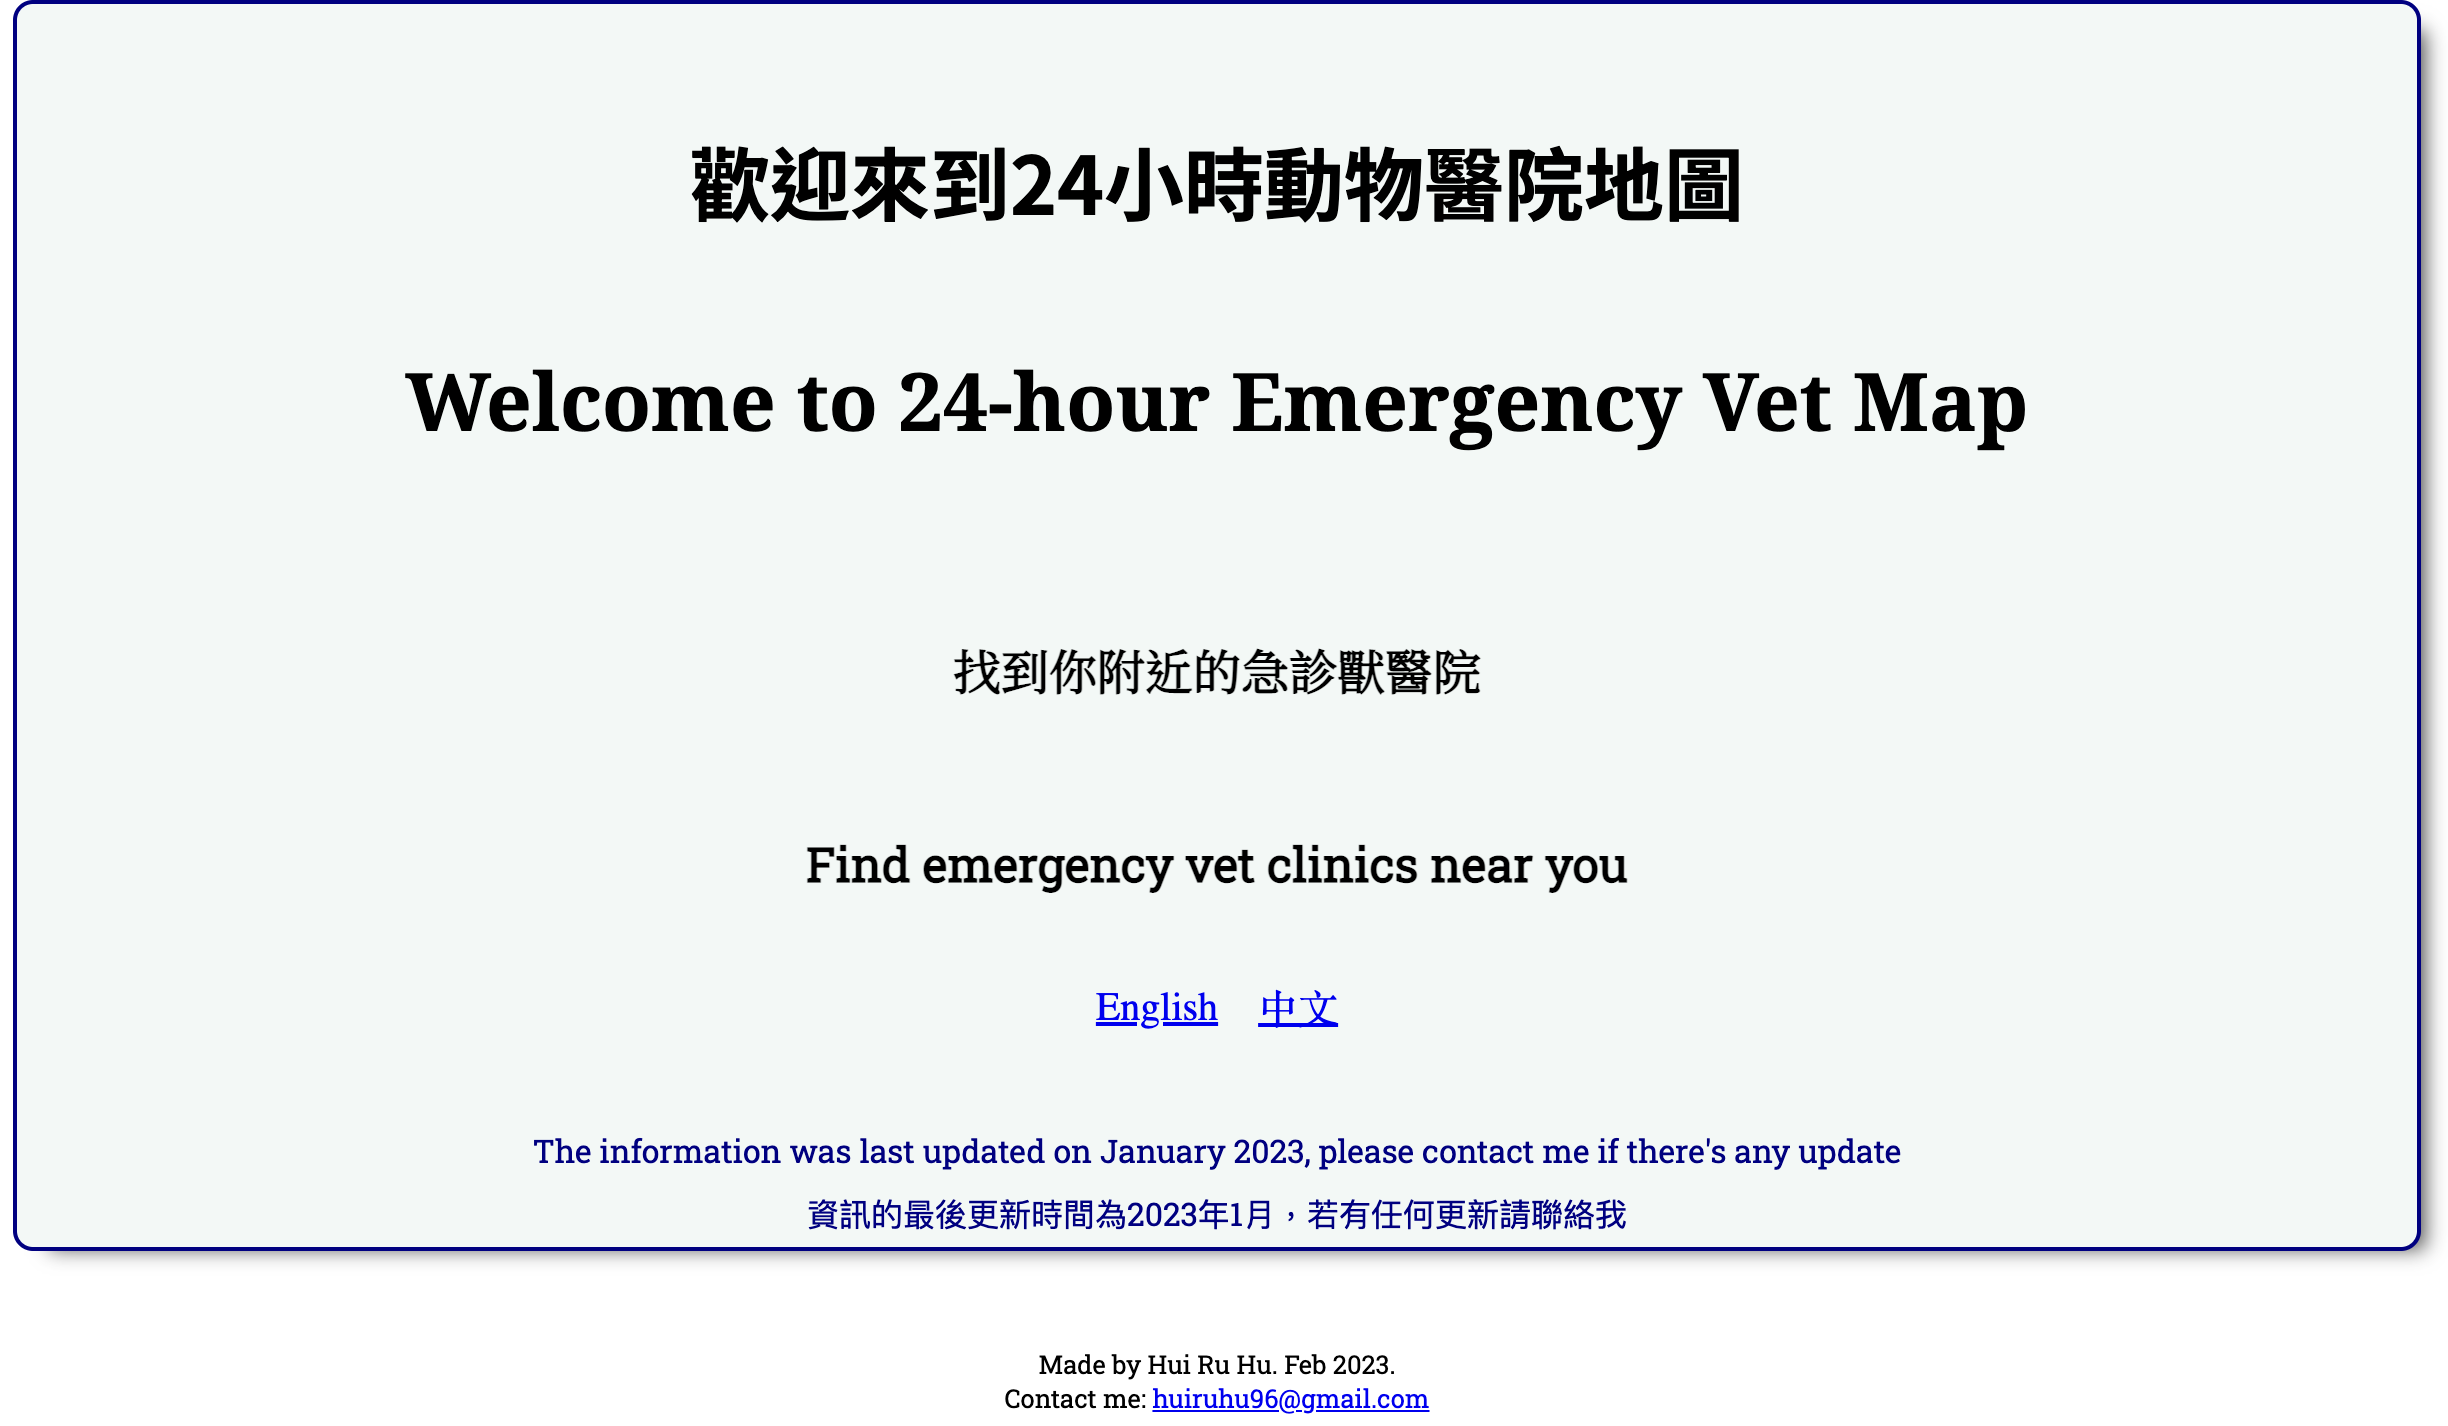 歡迎來到24小時動物醫院地圖
Welcome to 24-hour Emergency Vet Map
找到你附近的急診獸醫院
Find emergency vet clinics near you
English 中文
The information was last updated on January 2023, please contact me if there's any update
資訊的最後更新時間為2023年1月，若有任何更新請聯絡我
Made by Hui Ru Hu. Feb 2023.
Contact me: huiruhu96@gmail.com